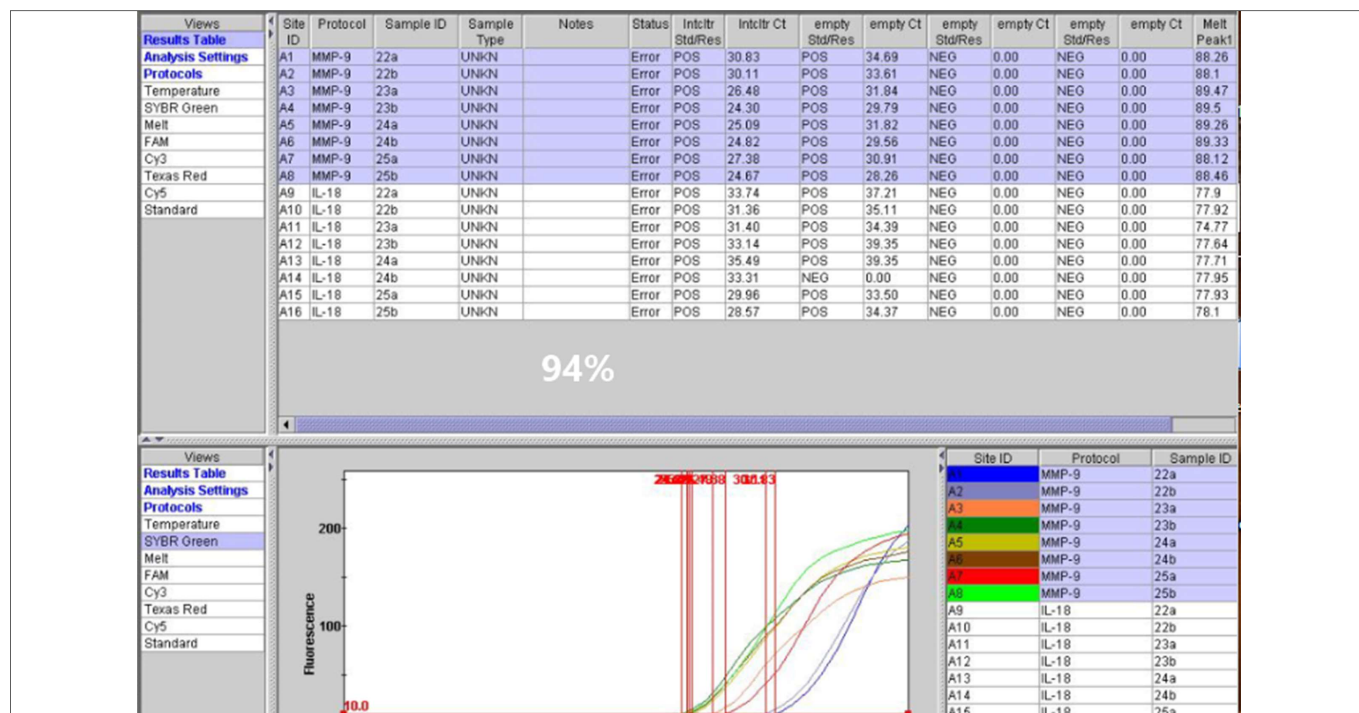 Views
Results Table
Analysis Settings
Protocols
Temperature
SYBR Green
Melt
FAM
Cy3
Texas Red
Cy5
Standard
Site ID Protocol Sample ID Sample Type Notes Status Intcltr Std/Res Intcltr Ct empty Std/Res empty Ct empty Std/Res empty Ct empty Std/Res empty Ct Melt Peak1
A1 MMP-9 22a UNKN Error POS 30.83 POS 34.69 NEG 0.00 NEG 0.00 88.26
A2 MMP-9 22b UNKN Error POS 30.11 POS 33.61 NEG 0.00 NEG 0.00 88.1
A3 MMP-9 23a UNKN Error POS 26.48 POS 31.84 NEG 0.00 NEG 0.00 89.47
A4 MMP-9 23b UNKN Error POS 24.30 POS 29.79 NEG 0.00 NEG 0.00 89.5
A5 MMP-9 24a UNKN Error POS 25.09 POS 31.82 NEG 0.00 NEG 0.00 89.26
A6 MMP-9 24b UNKN Error POS 24.82 POS 29.56 NEG 0.00 NEG 0.00 89.33
A7 MMP-9 25a UNKN Error POS 27.38 POS 30.91 NEG 0.00 NEG 0.00 88.12
A8 MMP-9 25b UNKN Error POS 24.67 POS 28.26 NEG 0.00 NEG 0.00 88.46
A9 IL-18 22a UNKN Error POS 33.74 POS 37.21 NEG 0.00 NEG 0.00 77.9
A10 IL-18 22b UNKN Error POS 31.36 POS 35.11 NEG 0.00 NEG 0.00 77.92
A11 IL-18 23a UNKN Error POS 31.40 POS 34.39 NEG 0.00 NEG 0.00 74.77
A12 IL-18 23b UNKN Error POS 33.14 POS 39.35 NEG 0.00 NEG 0.00 77.64
A13 IL-18 24a UNKN Error POS 35.49 POS 39.35 NEG 0.00 NEG 0.00 77.71
A14 IL-18 24b UNKN Error POS 33.31 NEG 0.00 NEG 0.00 NEG 0.00 77.95
A15 IL-18 25a UNKN Error POS 29.96 POS 33.50 NEG 0.00 NEG 0.00 77.93
A16 IL-18 25b UNKN Error POS 28.57 POS 34.37 NEG 0.00 NEG 0.00 78.1
94%
Views
Results Table
Analysis Settings
Protocols
Temperature
SYBR Green
Melt
FAM
Cy3
Texas Red
Cy5
Standard
200
100
Fluorescence
10.0
Site ID Protocol Sample ID
A1 MMP-9 22a
A2 MMP-9 22b
A3 MMP-9 23a
A4 MMP-9 23b
A5 MMP-9 24a
A6 MMP-9 24b
A7 MMP-9 25a
A8 MMP-9 25b
A9 IL-18 22a
A10 IL-18 22b
A11 IL-18 23a
A12 IL-18 23b
A13 IL-18 24a
A14 IL-18 24b
A15 IL-18 25a